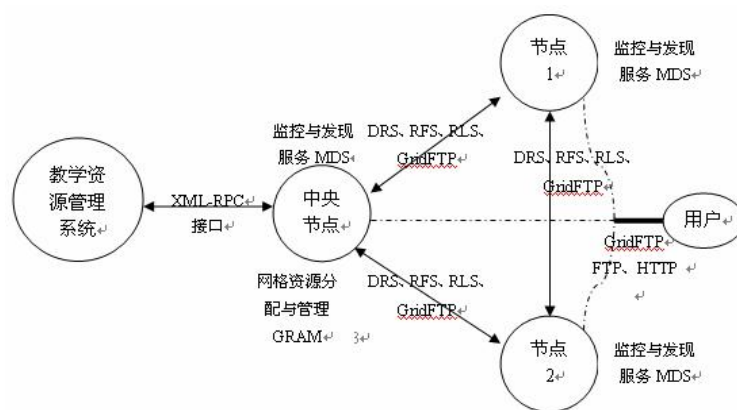 节点
1
监控与发现
服务 MDS
监控与发现
服务 MDS
DRS、RFS、RLS、
GridFTP
DRS、RFS、RLS、
GridFTP
教学资
源管理
系统
XML-RPC
接口
中央
节点
用户
GridFTP
FTP、HTTP
网格资源分
配与管理
GRAM
3
DRS、RFS、RLS、
GridFTP
节点
2
监控与发现
服务 MDS